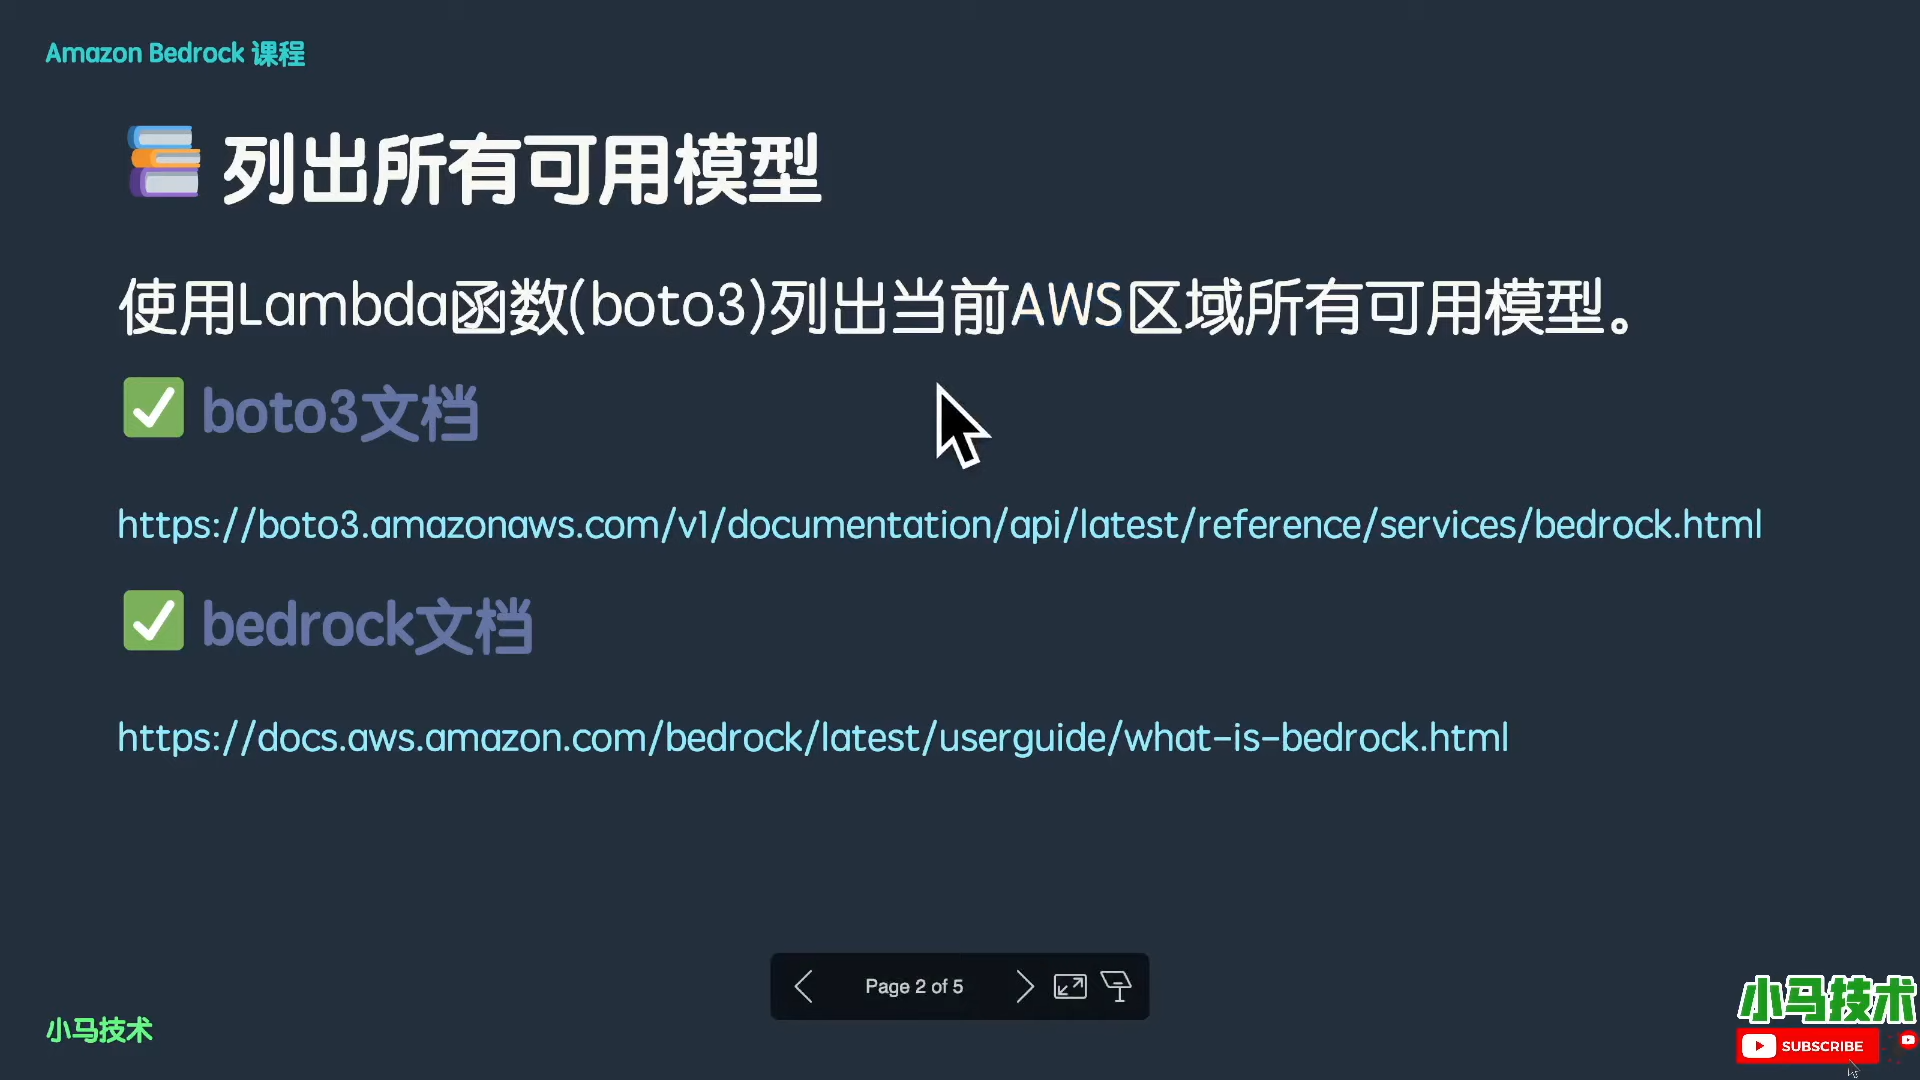 Amazon Bedrock 课程
列出所有可用模型
使用Lambda函数(boto3)列出当前AWS区域所有可用模型。
boto3文档
https://boto3.amazonaws.com/v1/documentation/api/latest/reference/services/bedrock.html
bedrock文档
https://docs.aws.amazon.com/bedrock/latest/userguide/what-is-bedrock.html
Page 2 of 5
小马技术
小马技术
SUBSCRIBE